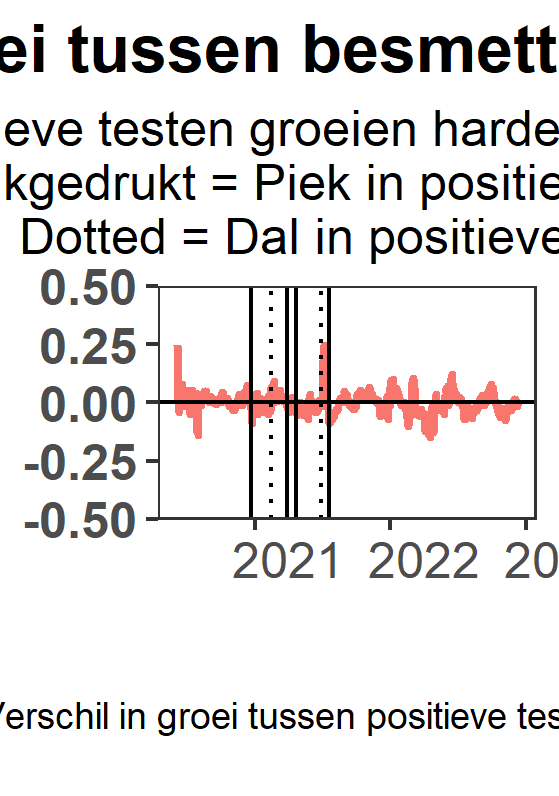 ei tussen besmett
eve testen groeien harde
kgedrukt = Piek in positie
Dotted = Dal in positieve
0.50
0.25
0.00
-0.25
-0.50
2021 2022 20
Verschil in groei tussen positieve tes